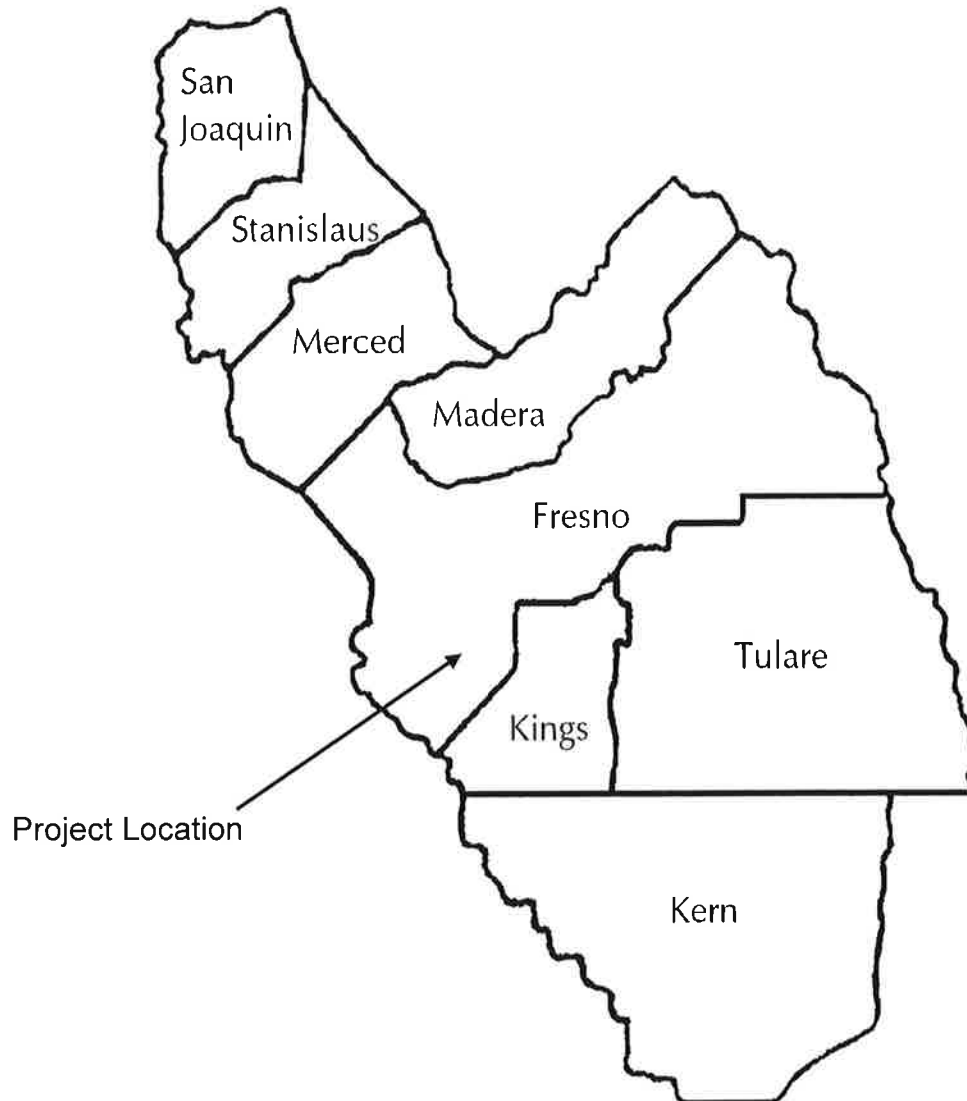 San
Joaquin
Stanislaus
Merced
Madera
Fresno
Tulare
Kings
Project Location
Kern